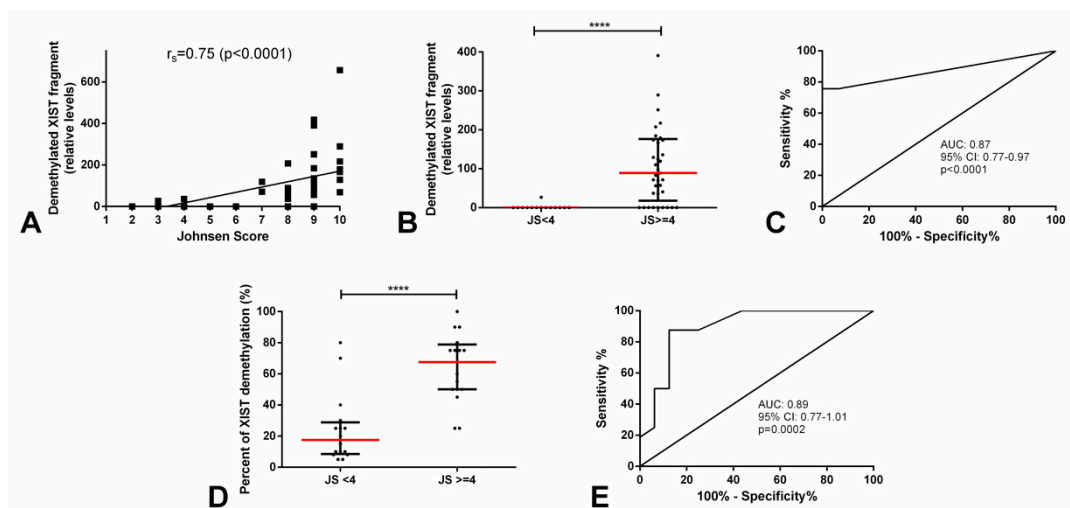 r_s=0.75 (p<0.0001)
Demethylated XIST fragment
(relative levels)
600
400
200
0
1 2 3 4 5 6 7 8 9 10
Johnsen Score
A
****
Demethylated XIST fragment
(relative levels)
400
300
200
100
0
JS<4 JS>=4
B
Sensitivity %
100
80
60
40
20
0
AUC: 0.87
95% CI: 0.77-0.97
p<0.0001
0 20 40 60 80 100
100% - Specificity%
C
****
Percent of XIST demethylation (%)
100
80
60
40
20
0
JS <4 JS >=4
D
Sensitivity %
100
80
60
40
20
0
AUC: 0.89
95% CI: 0.77-1.01
p=0.0002
0 20 40 60 80 100
100% - Specificity%
E